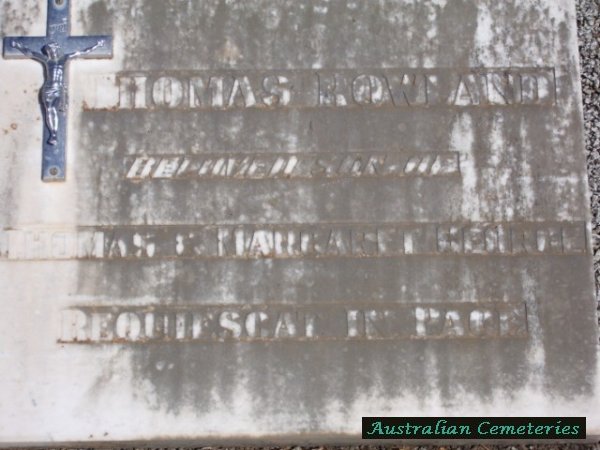 THOMAS ROWLAND
BELOVED SON OF
THOMAS & MARGARET
REQUIESCAT IN PACE
Australian Cemeteries